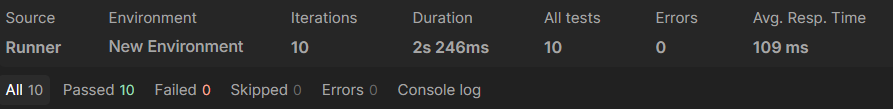 Source Environment Iterations Duration All tests Errors Avg. Resp. Time
Runner New Environment 10 2s 246ms 10 0 109 ms
All 10 Passed 10 Failed 0 Skipped 0 Errors 0 Console log